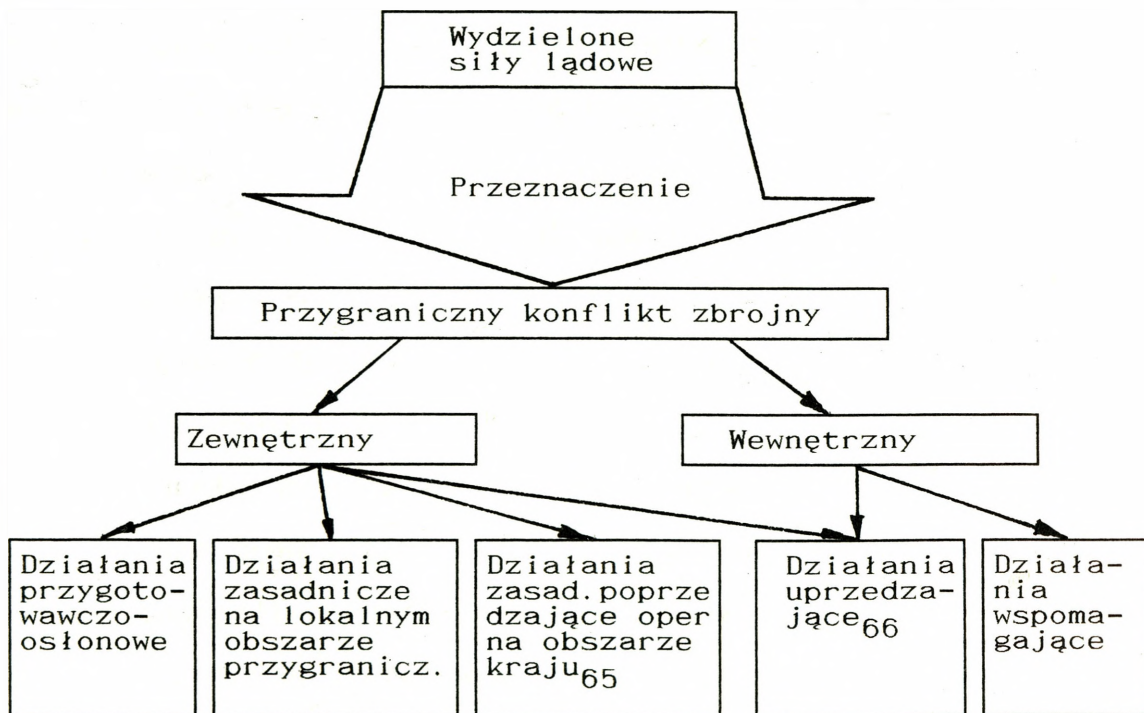 Wydzielone
siły lądowe
Przeznaczenie
Przygraniczny konflikt zbrojny
Zewnętrzny
Wewnętrzny
Działania
przygoto-
wawczo-
osłonowe
Działania
zasadnicze
na lokalnym
obszarze
przygranicz.
Działania
zasad.poprze
dzające oper
na obszarze
kraju65
Działania
uprzedza-
jące66
Działa-
nia
wspoma-
gające